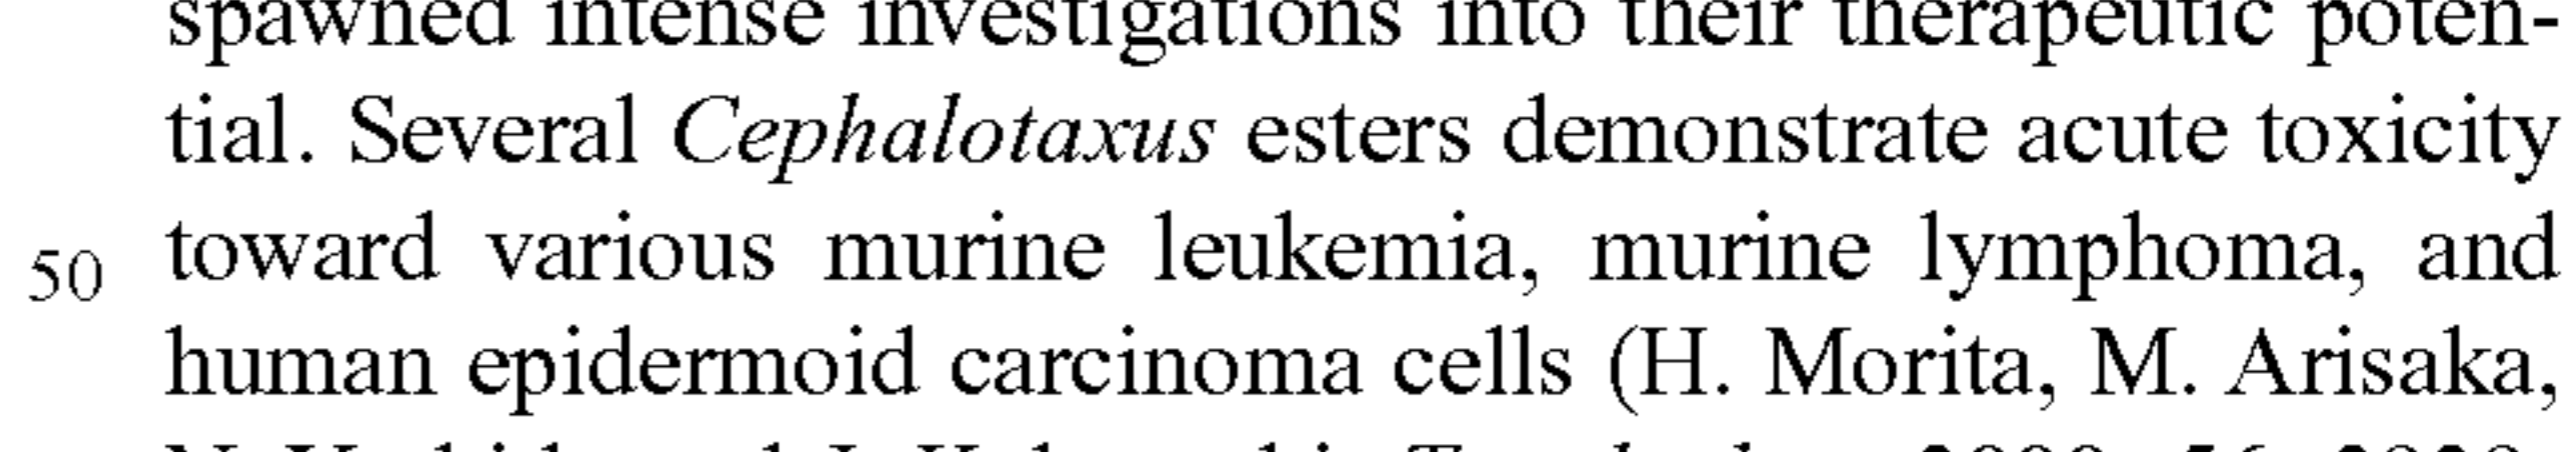 spawned intense investigations into their therapeutic poten-
tial. Several Cephalotaxus esters demonstrate acute toxicity
50 toward various murine leukemia, murine lymphoma, and
human epidermoid carcinoma cells (H. Morita, M. Arisaka,